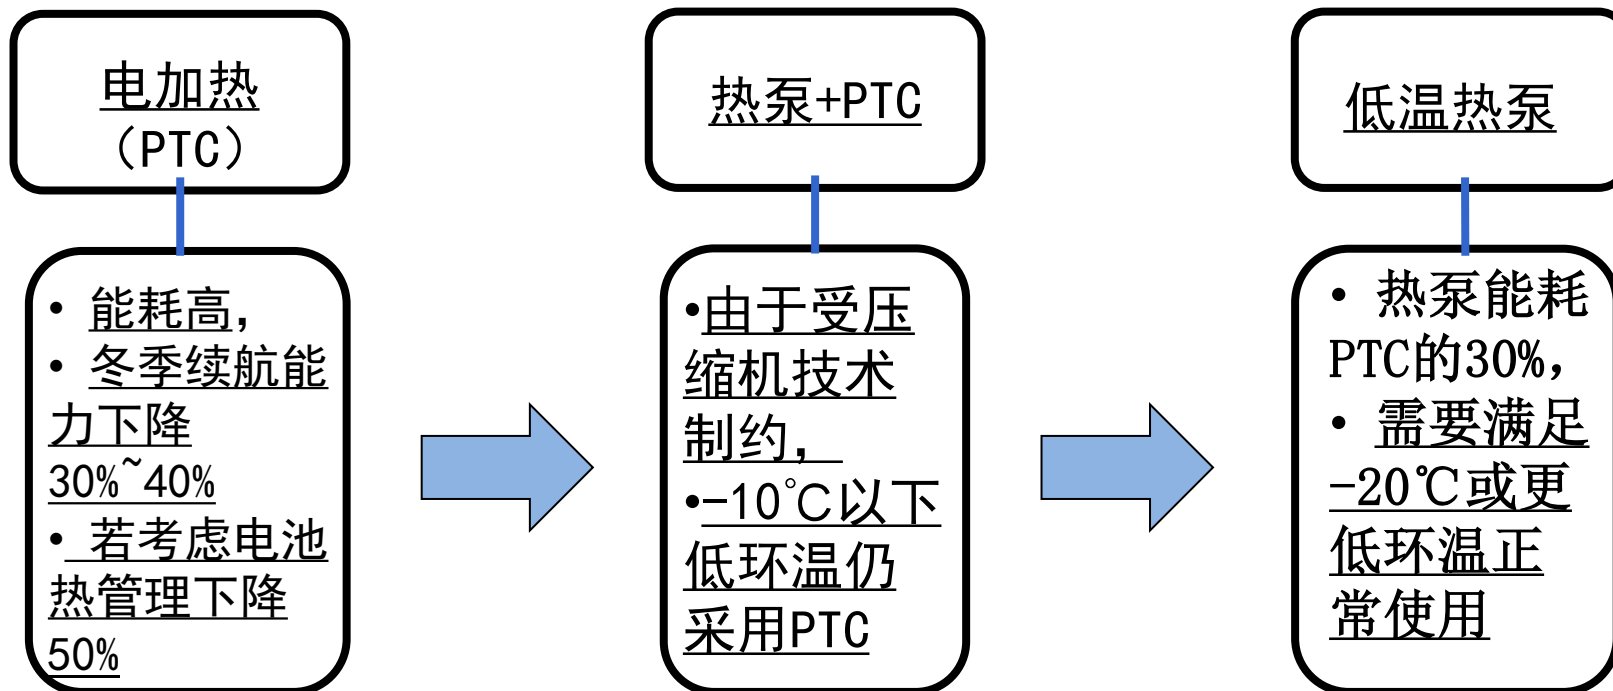 电加热
（PTC）
热泵+PTC
低温热泵
• 能耗高，
• 冬季续航能
力下降
30%~40%
• 若考虑电池
热管理下降
50%
•由于受压
缩机技术
制约，
•-10℃以下
低环温仍
采用PTC
• 热泵能耗
PTC的30%，
• 需要满足
-20℃或更
低环温正
常使用